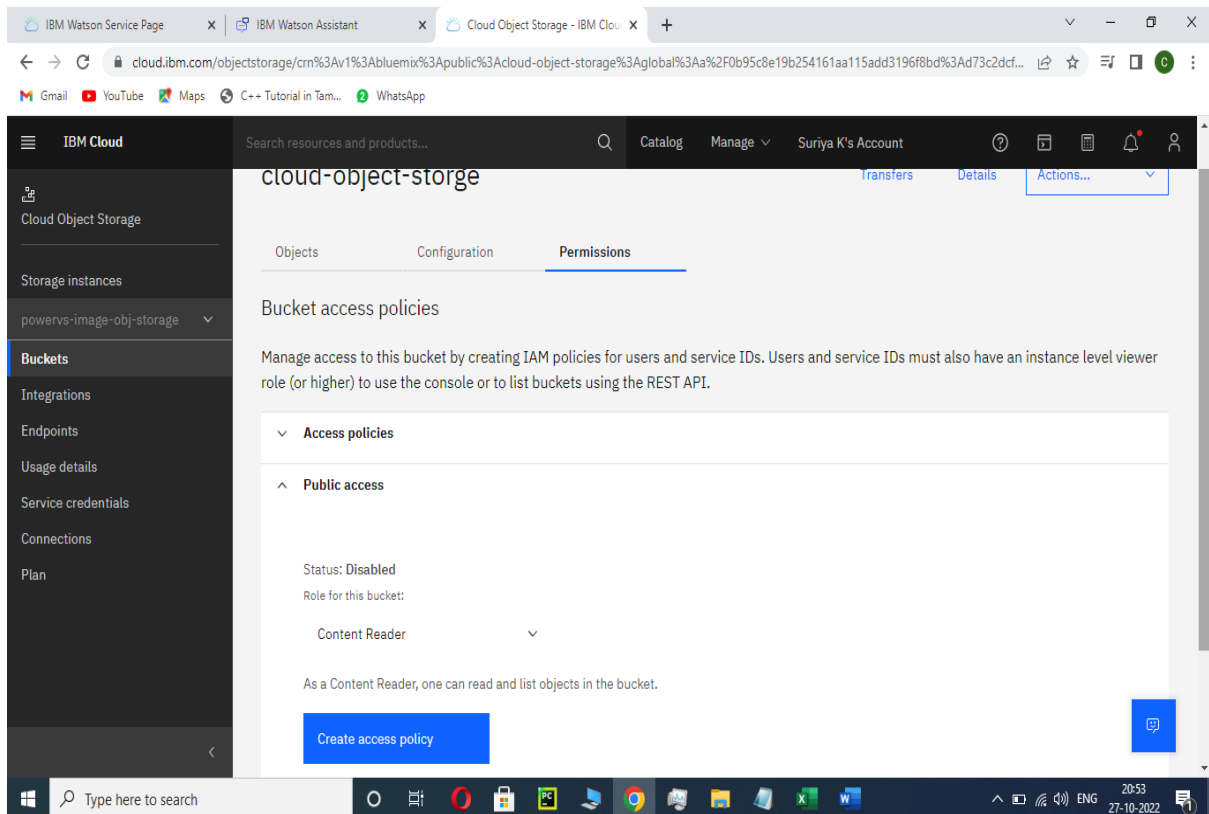 IBM Watson Service Page
IBM Watson Assistant
Cloud Object Storage - IBM Clou
cloud.ibm.com/objectstorage/crn%3Av1%3Abluemix%3Apublic%3Acloud-object-storage%3Aglobal%3Aa%2F0b95c8e19b254161aa115add3196f8bd%3Ad73c2dcf...
C
Gmail
YouTube
Maps
C++ Tutorial in Tam...
2
WhatsApp
IBM Cloud
Search resources and products...
Catalog
Manage
Suriya K's Account
Cloud Object Storage
Storage instances
powervs-image-obj-storage
Buckets
Integrations
Endpoints
Usage details
Service credentials
Connections
Plan
cloud-object-storge
Transfers
Details
Actions...
Objects
Configuration
Permissions
Bucket access policies
Manage access to this bucket by creating IAM policies for users and service IDs. Users and service IDs must also have an instance level viewer
role (or higher) to use the console or to list buckets using the REST API.
Access policies
Public access
Status: Disabled
Role for this bucket:
Content Reader
As a Content Reader, one can read and list objects in the bucket.
Create access policy
Type here to search
PC
X
W
ENG
20:53
27-10-2022
1